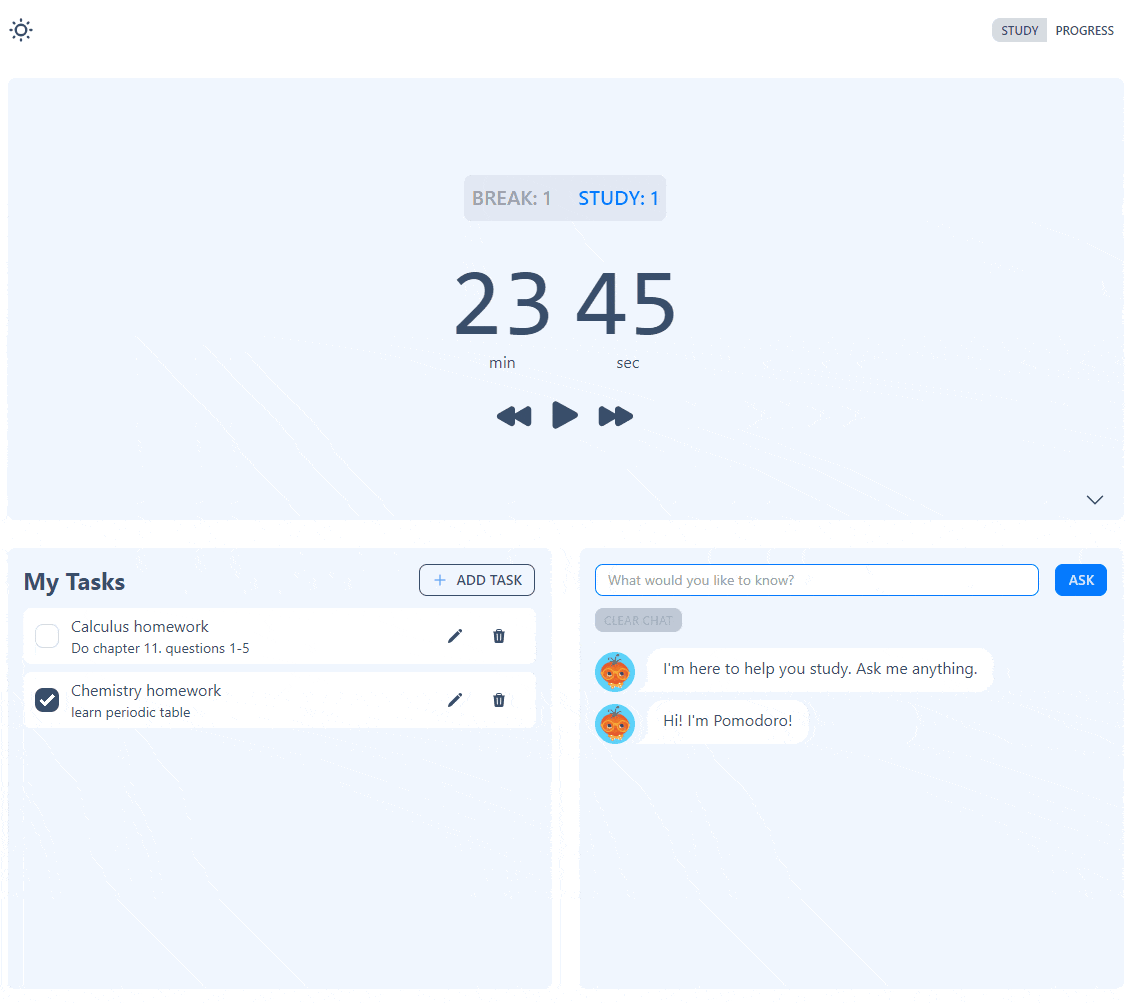 STUDY PROGRESS
BREAK: 1 STUDY: 1
23 45
min sec
My Tasks
+ ADD TASK
Calculus homework
Do chapter 11. questions 1-5
Chemistry homework
learn periodic table
What would you like to know?
ASK
CLEAR CHAT
I'm here to help you study. Ask me anything.
Hi! I'm Pomodoro!